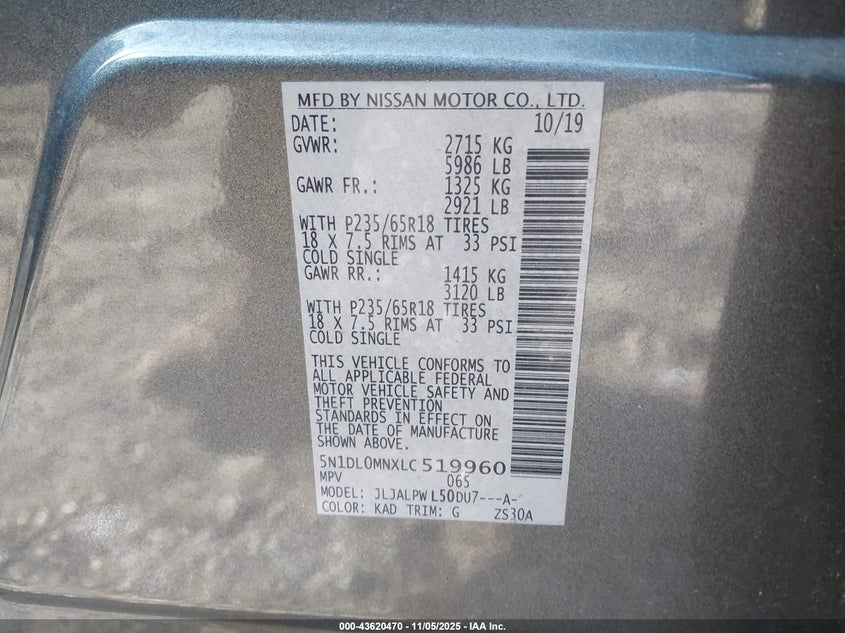 MFD BY NISSAN MOTOR CO., LTD.
DATE: 10/19
GVWR: 2715 KG
5986 LB
GAWR FR.: 1325 KG
2921 LB
WITH P235/65R18 TIRES
18 X 7.5 RIMS AT 33 PSI
COLD SINGLE
GAWR RR.: 1415 KG
3120 LB
WITH P235/65R18 TIRES
18 X 7.5 RIMS AT 33 PSI
COLD SINGLE
THIS VEHICLE CONFORMS TO
ALL APPLICABLE FEDERAL
MOTOR VEHICLE SAFETY AND
THEFT PREVENTION
STANDARDS IN EFFECT ON
THE DATE OF MANUFACTURE
SHOWN ABOVE.
5N1DL0MNXLC 519960
MPV 065
MODEL: JLJALPW L50DU7---A-
COLOR: KAD TRIM: G ZS30A
000-43620470 - 11/05/2025 - IAA Inc.